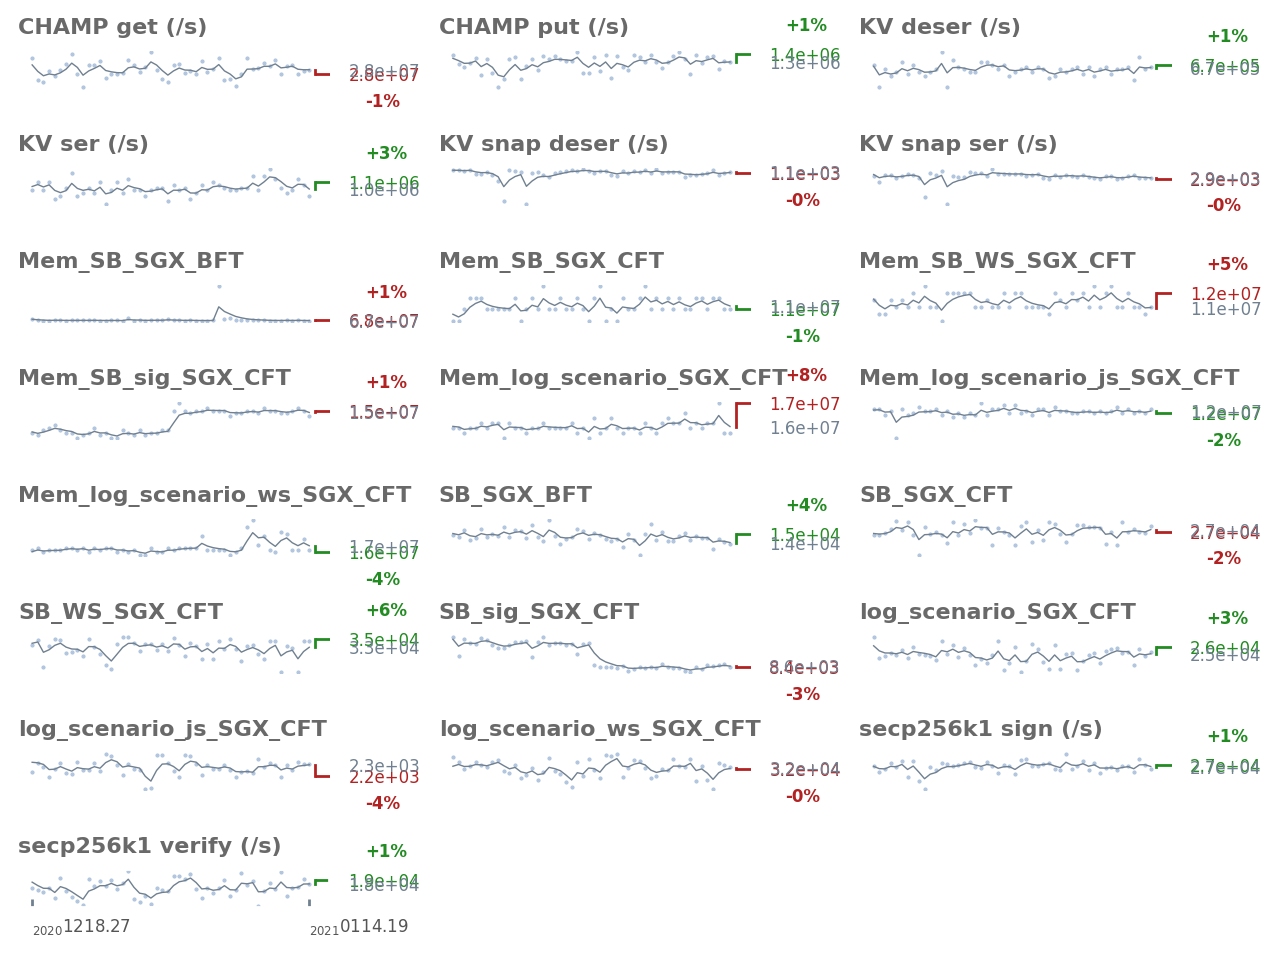 CHAMP get (/s)
2.8e+07
2.8e+07
-1%
CHAMP put (/s)
+1%
1.4e+06
1.3e+06
KV deser (/s)
+1%
6.7e+05
6.7e+05
KV ser (/s)
+3%
1.1e+06
1.0e+06
KV snap deser (/s)
1.1e+03
1.1e+03
-0%
KV snap ser (/s)
2.9e+03
2.9e+03
-0%
Mem_SB_SGX_BFT
+1%
6.8e+07
6.7e+07
Mem_SB_SGX_CFT
1.1e+07
1.1e+07
-1%
Mem_SB_WS_SGX_CFT
+5%
1.2e+07
1.1e+07
Mem_SB_sig_SGX_CFT
+1%
1.5e+07
1.5e+07
Mem_log_scenario_SGX_CFT
+8%
1.7e+07
1.6e+07
Mem_log_scenario_js_SGX_CFT
1.2e+07
1.2e+07
-2%
Mem_log_scenario_ws_SGX_CFT
1.7e+07
1.6e+07
-4%
SB_SGX_BFT
+4%
1.5e+04
1.4e+04
SB_SGX_CFT
2.7e+04
2.7e+04
-2%
SB_WS_SGX_CFT
+6%
3.5e+04
3.3e+04
SB_sig_SGX_CFT
8.6e+03
8.4e+03
-3%
log_scenario_SGX_CFT
+3%
2.6e+04
2.5e+04
log_scenario_js_SGX_CFT
2.3e+03
2.2e+03
-4%
log_scenario_ws_SGX_CFT
3.2e+04
3.2e+04
-0%
secp256k1 sign (/s)
+1%
2.7e+04
2.7e+04
secp256k1 verify (/s)
+1%
1.9e+04
1.8e+04
2020 1218.27
2021 0114.19